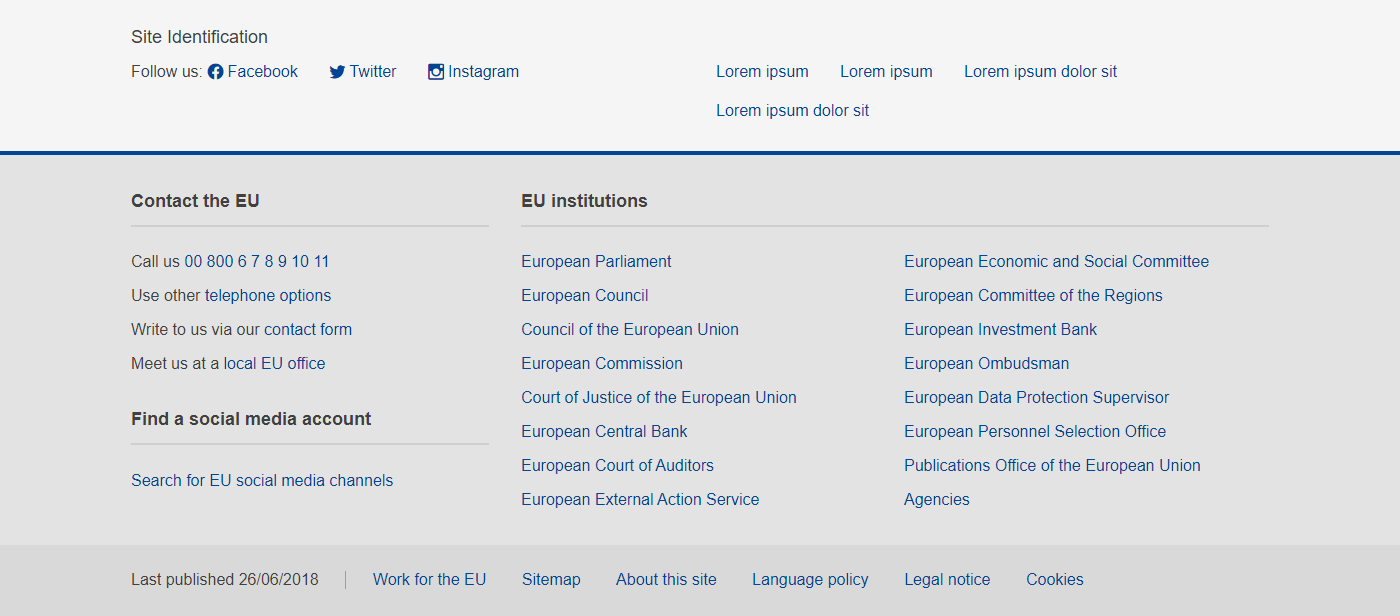 Site Identification
Follow us: Facebook Twitter Instagram
Lorem ipsum Lorem ipsum Lorem ipsum dolor sit
Lorem ipsum dolor sit
Contact the EU
Call us 00 800 6 7 8 9 10 11
Use other telephone options
Write to us via our contact form
Meet us at a local EU office
Find a social media account
Search for EU social media channels
EU institutions
European Parliament
European Council
Council of the European Union
European Commission
Court of Justice of the European Union
European Central Bank
European Court of Auditors
European External Action Service
European Economic and Social Committee
European Committee of the Regions
European Investment Bank
European Ombudsman
European Data Protection Supervisor
European Personnel Selection Office
Publications Office of the European Union
Agencies
Last published 26/06/2018 Work for the EU Sitemap About this site Language policy Legal notice Cookies